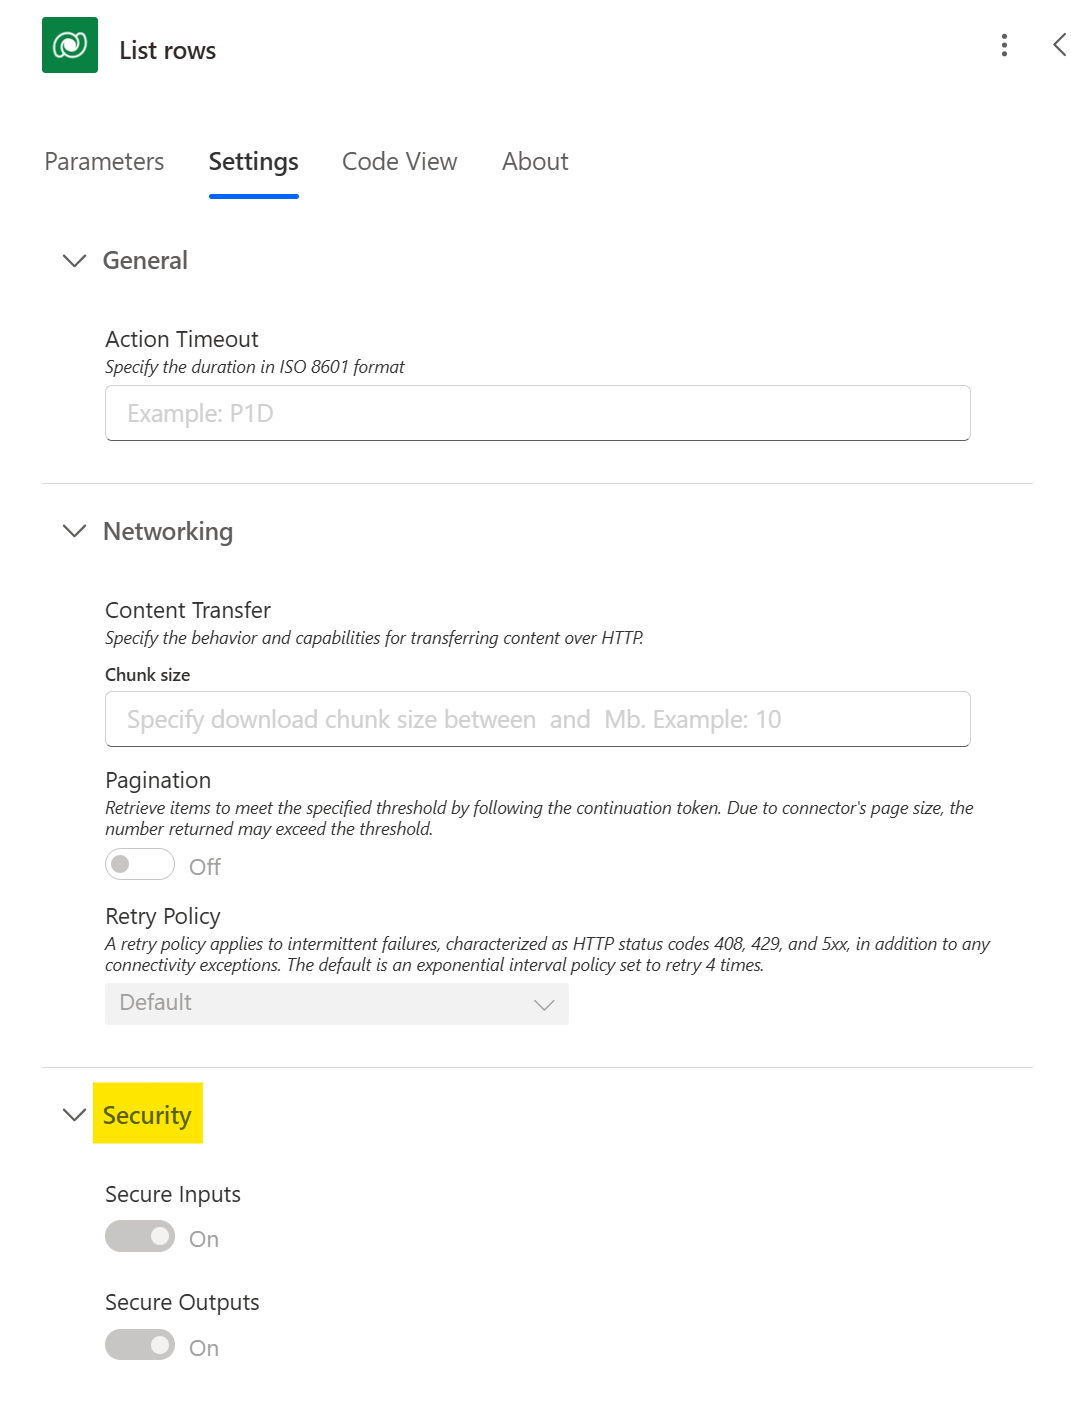 List rows
Parameters Settings Code View About
General
Action Timeout
Specify the duration in ISO 8601 format
Example: P1D
Networking
Content Transfer
Specify the behavior and capabilities for transferring content over HTTP.
Chunk size
Specify download chunk size between  and  Mb. Example: 10
Pagination
Retrieve items to meet the specified threshold by following the continuation token. Due to connector's page size, the
number returned may exceed the threshold.
Off
Retry Policy
A retry policy applies to intermittent failures, characterized as HTTP status codes 408, 429, and 5xx, in addition to any
connectivity exceptions. The default is an exponential interval policy set to retry 4 times.
Default
Security
Secure Inputs
On
Secure Outputs
On